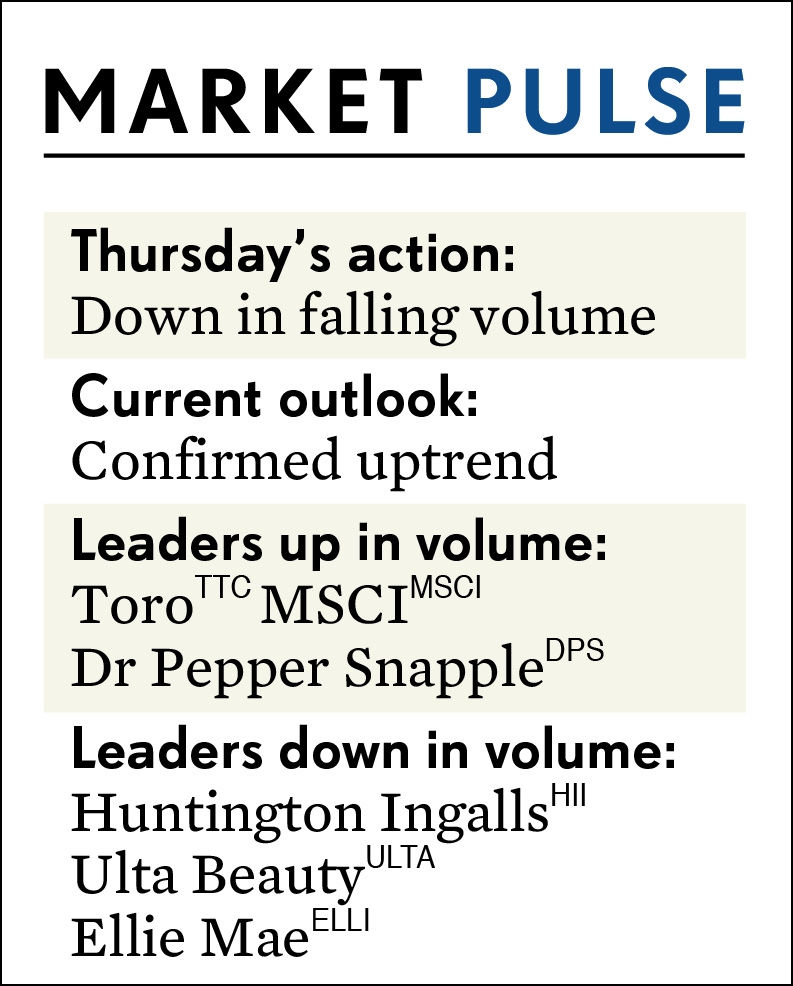 MARKET PULSE
Thursday’s action:
Down in falling volume
Current outlook:
Confirmed uptrend
Leaders up in volume:
Toro TTC MSCI MSCI
Dr Pepper Snapple DPS
Leaders down in volume:
Huntington Ingalls HII
Ulta Beauty ULTA
Ellie Mae ELLI